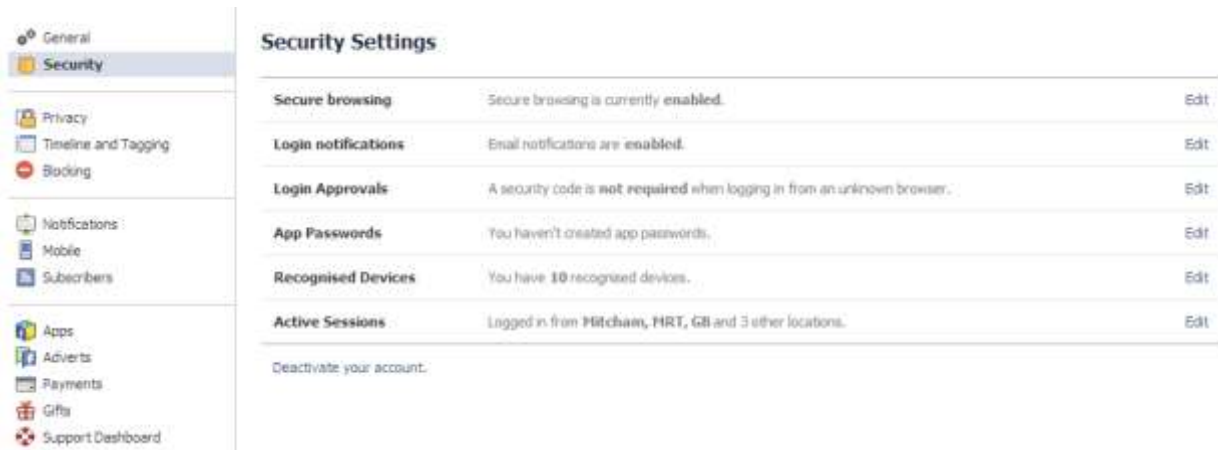 General
Security
Privacy
Timeline and Tagging
Blocking
Notifications
Mobile
Subscribers
Apps
Adverts
Payments
Gifts
Support Dashboard
Security Settings
Secure browsing Secure browsing is currently enabled. Edit
Login notifications Email notifications are enabled. Edit
Login Approvals A security code is not required when logging in from an unknown browser. Edit
App Passwords You haven't created app passwords. Edit
Recognised Devices You have 10 recognised devices. Edit
Active Sessions Logged in from Mitcham, MRT, GB and 3 other locations. Edit
Deactivate your account.